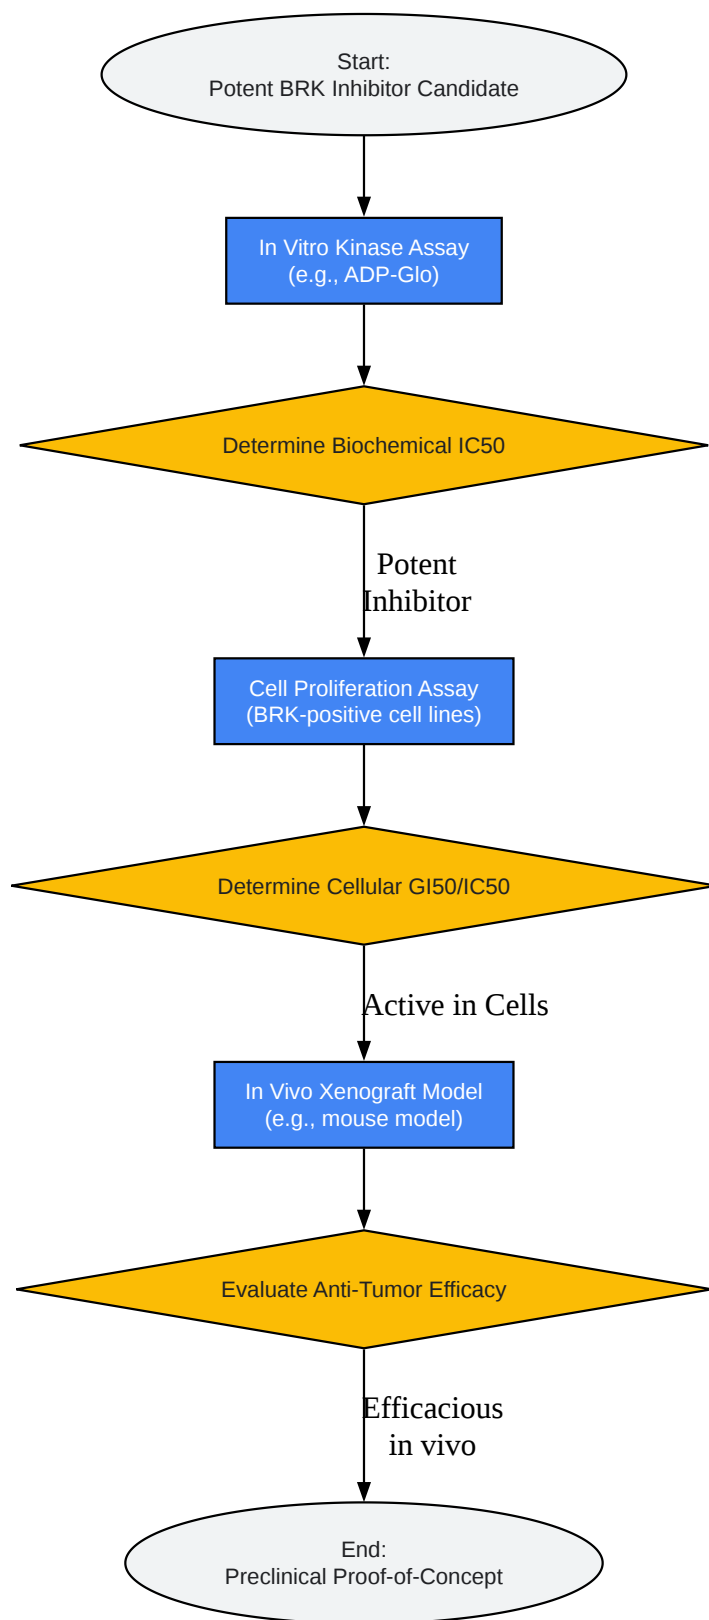 Start:
Potent BRK Inhibitor Candidate
In Vitro Kinase Assay
(e.g., ADP-Glo)
Determine Biochemical IC50
Potent
Inhibitor
Cell Proliferation Assay
(BRK-positive cell lines)
Determine Cellular GI50/IC50
Active in Cells
In Vivo Xenograft Model
(e.g., mouse model)
Evaluate Anti-Tumor Efficacy
Efficacious
in vivo
End:
Preclinical Proof-of-Concept